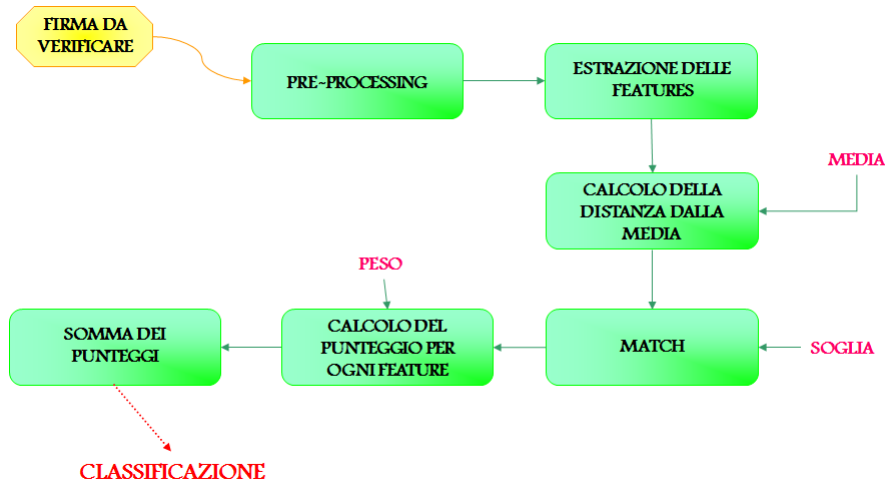 FIRMA DA
VERIFICARE
PRE-PROCESSING
ESTRAZIONE DELLE
FEATURES
MEDIA
CALCOLO DELLA
DISTANZA DALLA
MEDIA
PESO
SOMMA DEI
PUNTEGGI
CALCOLO DEL
PUNTEGGIO PER
OGNI FEATURE
MATCH
SOGLIA
CLASSIFICAZIONE